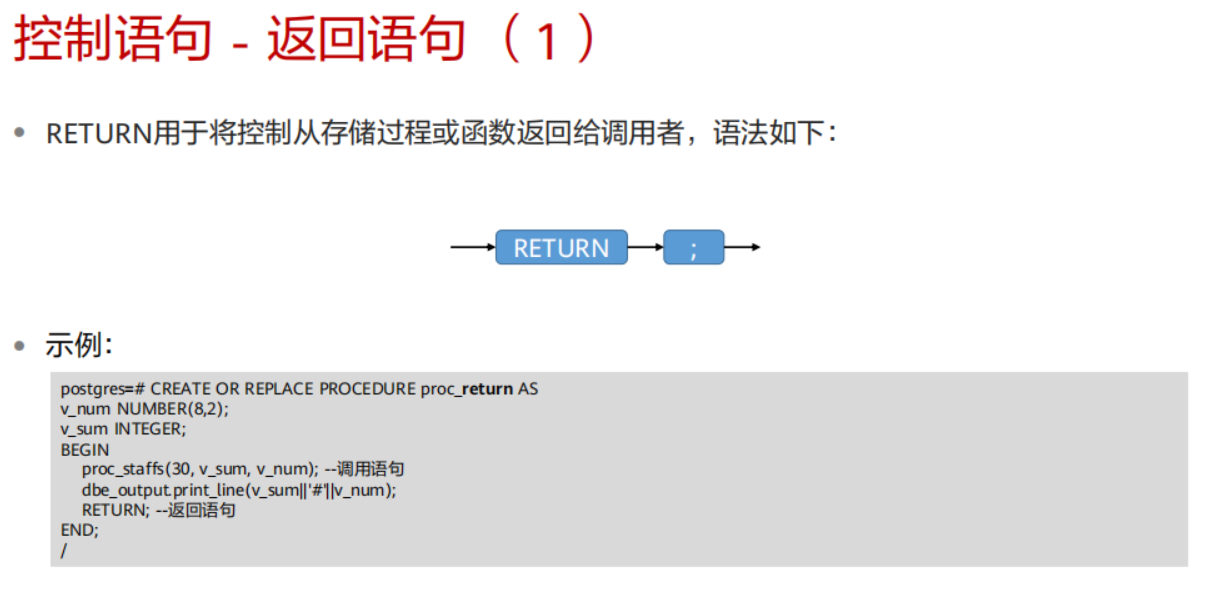 控制语句 - 返回语句 （1）
• RETURN用于将控制从存储过程或函数返回给调用者，语法如下：
RETURN ;
• 示例：
postgres=# CREATE OR REPLACE PROCEDURE proc_return AS
v_num NUMBER(8,2);
v_sum INTEGER;
BEGIN
proc_staffs(30, v_sum, v_num); --调用语句
dbe_output.print_line(v_sum||'#'||v_num);
RETURN; --返回语句
END;
/